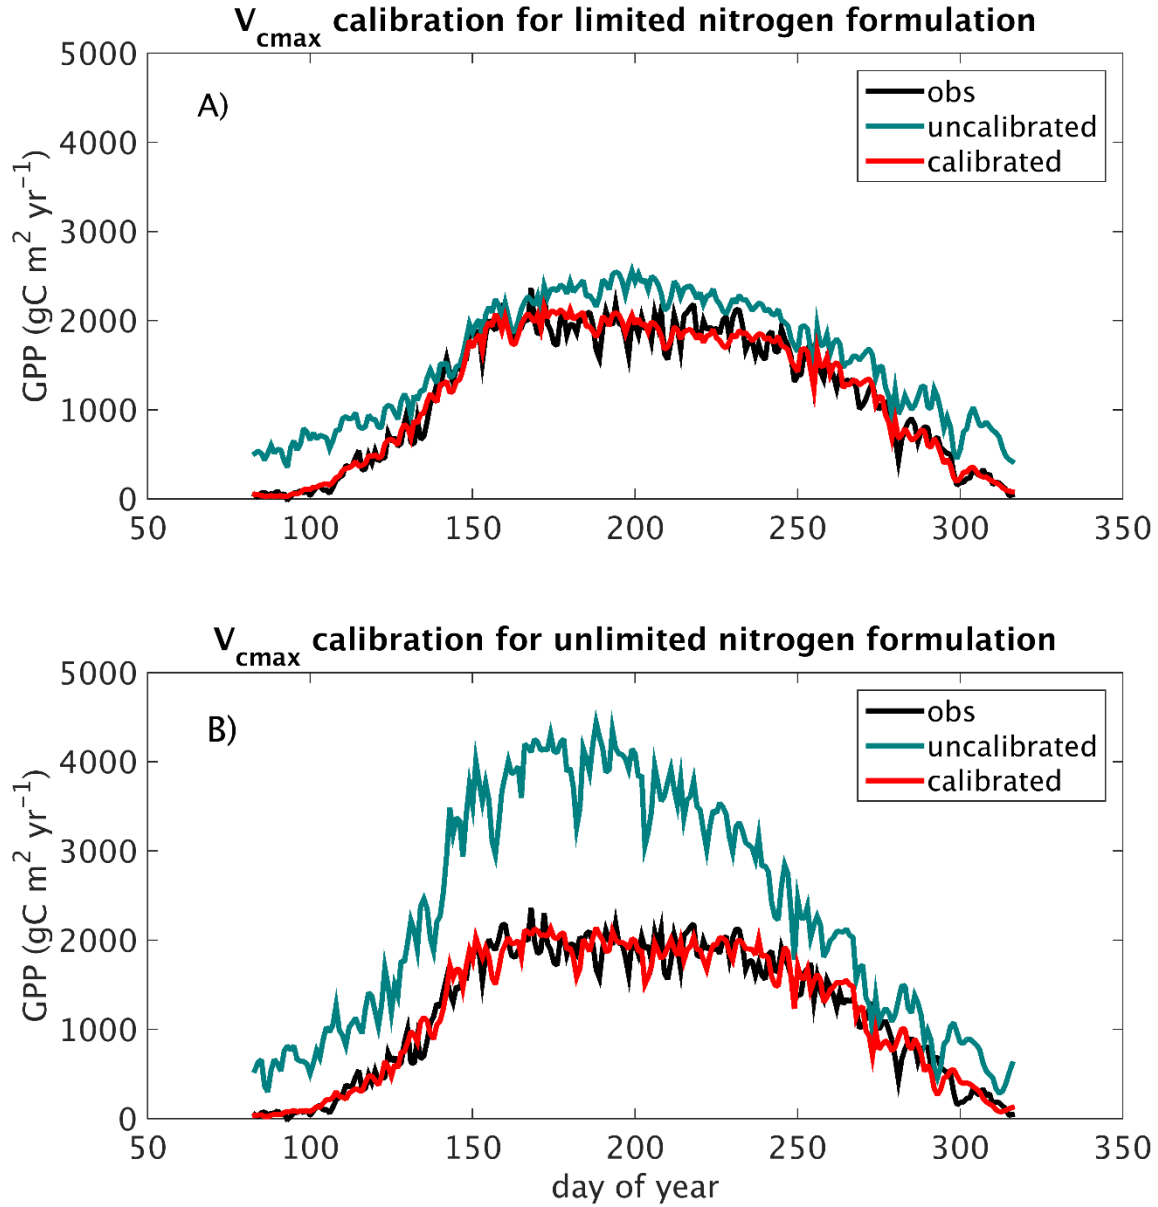 V_cmax calibration for limited nitrogen formulation
A)
obs
uncalibrated
calibrated
GPP (gC m² yr⁻¹)
5000
4000
3000
2000
1000
0
50 100 150 200 250 300 350
V_cmax calibration for unlimited nitrogen formulation
B)
obs
uncalibrated
calibrated
GPP (gC m² yr⁻¹)
5000
4000
3000
2000
1000
0
50 100 150 200 250 300 350
day of year